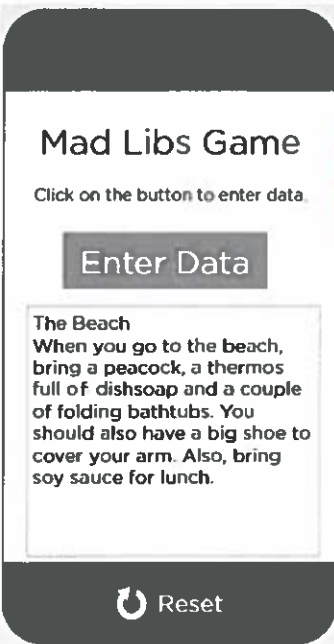 Mad Libs Game
Click on the button to enter data.
Enter Data
The Beach
When you go to the beach,
bring a peacock, a thermos
full of dishsoap and a couple
of folding bathtubs. You
should also have a big shoe to
cover your arm. Also, bring
soy sauce for lunch.
Reset